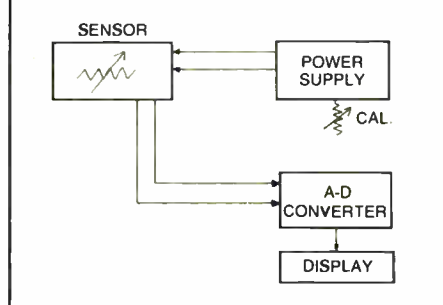 SENSOR
POWER
SUPPLY
CAL.
A-D
CONVERTER
DISPLAY